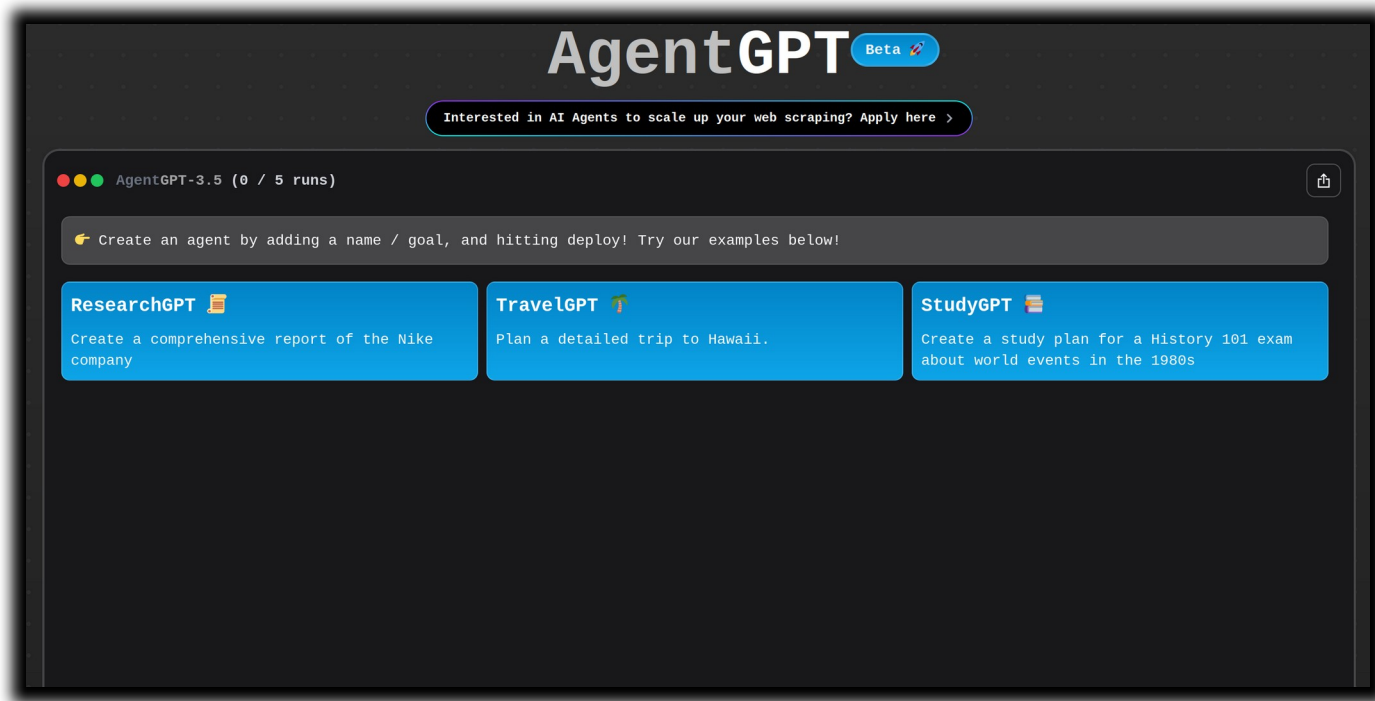 AgentGPT Beta 🚀
Interested in AI Agents to scale up your web scraping? Apply here >
AgentGPT-3.5 (0 / 5 runs)
👉 Create an agent by adding a name / goal, and hitting deploy! Try our examples below!
ResearchGPT 📜
Create a comprehensive report of the Nike
company
TravelGPT 🌴
Plan a detailed trip to Hawaii.
StudyGPT 📚
Create a study plan for a History 101 exam
about world events in the 1980s